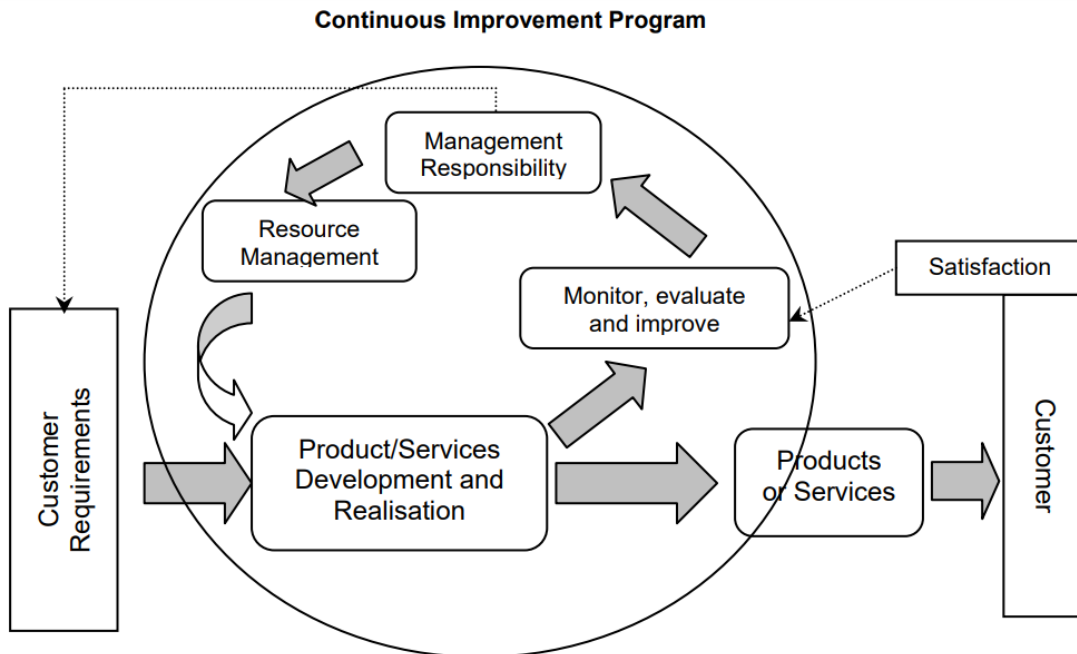 Continuous Improvement Program
Management
Responsibility
Resource
Management
Satisfaction
Monitor, evaluate
and improve
Customer
Requirements
Product/Services
Development and
Realisation
Products
or Services
Customer